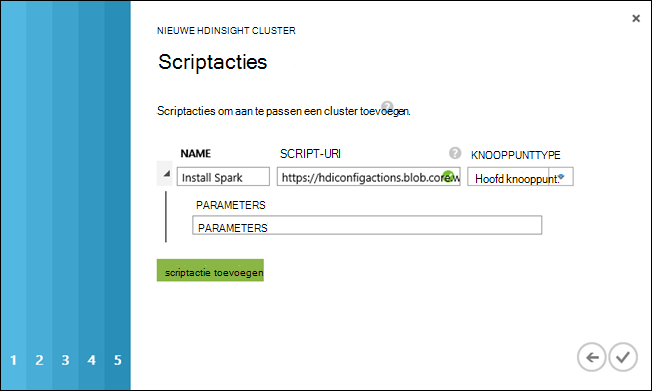 NIEUWE HDINSIGHT CLUSTER
Scriptacties
Scriptacties om aan te passen een cluster toevoegen.
NAME SCRIPT-URI KNOOPPUNTTYPE
Install Spark https://hdiconfigactions.blob.core.w Hoofd knooppunt.
PARAMETERS
PARAMETERS
scriptactie toevoegen
1 2 3 4 5